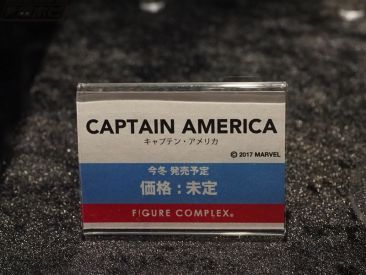 CAPTAIN AMERICA
キャプテン・アメリカ
© 2017 MARVEL
今冬 発売予定
価格：未定
FIGURE COMPLEX®